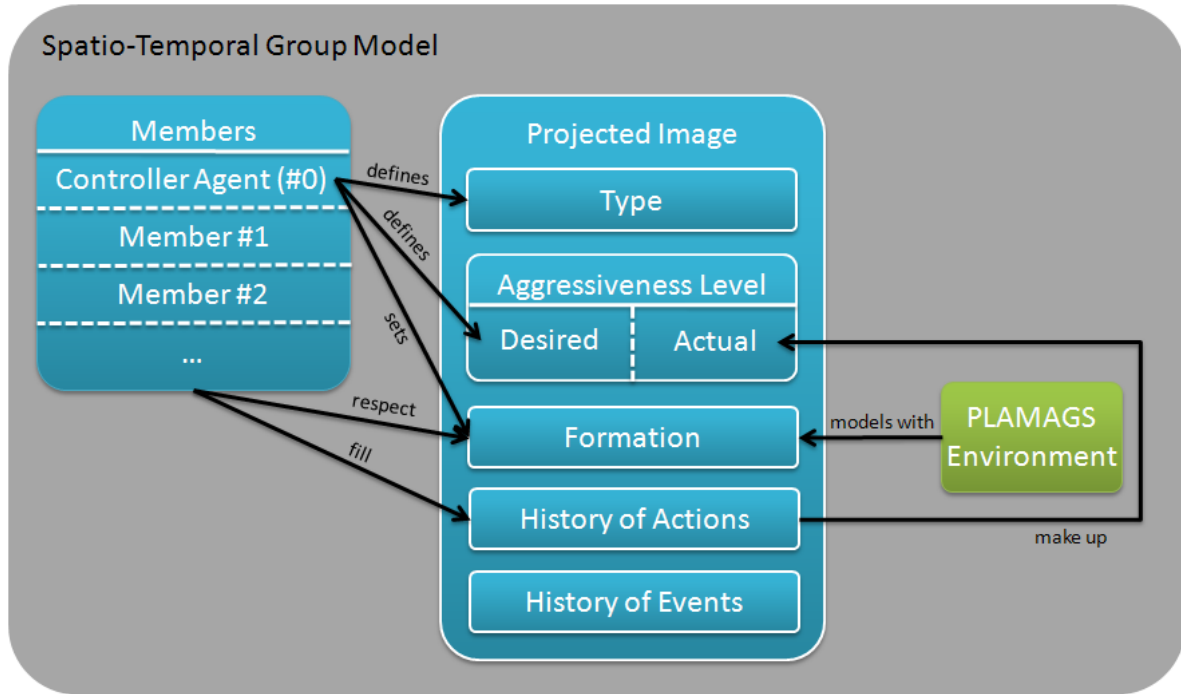 Spatio-Temporal Group Model
Members
Controller Agent (#0)
Member #1
Member #2
...
defines
defines
sets
respect
fill
Projected Image
Type
Aggressiveness Level
Desired
Actual
Formation
History of Actions
History of Events
models with
PLAMAGS
Environment
make up